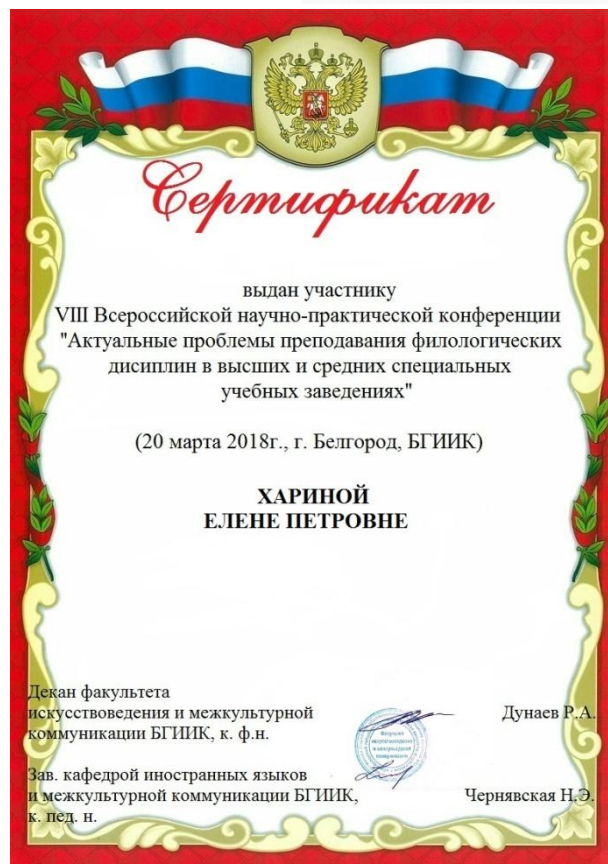 Сертификат
выдан участнику
VIII Всероссийской научно-практической конференции
"Актуальные проблемы преподавания филологических
дисиплин в высших и средних специальных
учебных заведениях"
(20 марта 2018г., г. Белгород, БГИИК)
ХАРИНОЙ
ЕЛЕНЕ ПЕТРОВНЕ
Декан факультета
искусствоведения и межкультурной
коммуникации БГИИК, к. ф.н.
Дунаев Р.А.
Зав. кафедрой иностранных языков
и межкультурной коммуникации БГИИК,
к. пед. н.
Чернявская Н.Э.